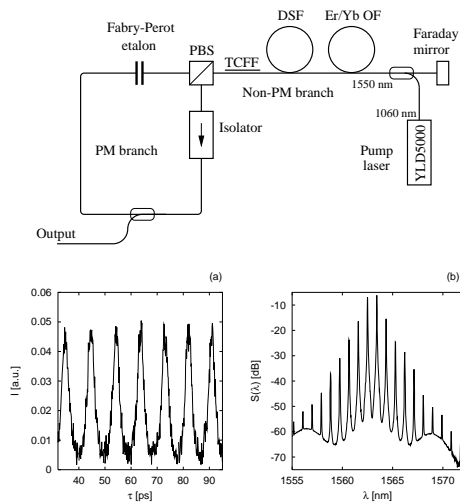 DSF
Er/Yb OF
Fabry-Perot
etalon
PBS
TCFF
Faraday
mirror
Non-PM branch
1550 nm
1060 nm
Isolator
PM branch
Pump
laser
YLD5000
Output
(a)
0.06
0.05
0.04
0.03
0.02
0.01
0
I [a.u.]
40
50
60
70
80
90
τ [ps]
(b)
-10
-20
-30
-40
-50
-60
-70
S(λ) [dB]
1555
1560
1565
1570
λ [nm]